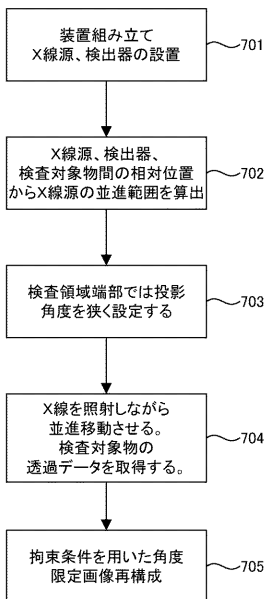 装置組み立て
X線源、検出器の設置
701
X線源、検出器、
検査対象物間の相対位置
からX線源の並進範囲を算出
702
検査領域端部では投影
角度を狭く設定する
703
X線を照射しながら
並進移動させる。
検査対象物の
透過データを取得する。
704
拘束条件を用いた角度
限定画像再構成
705